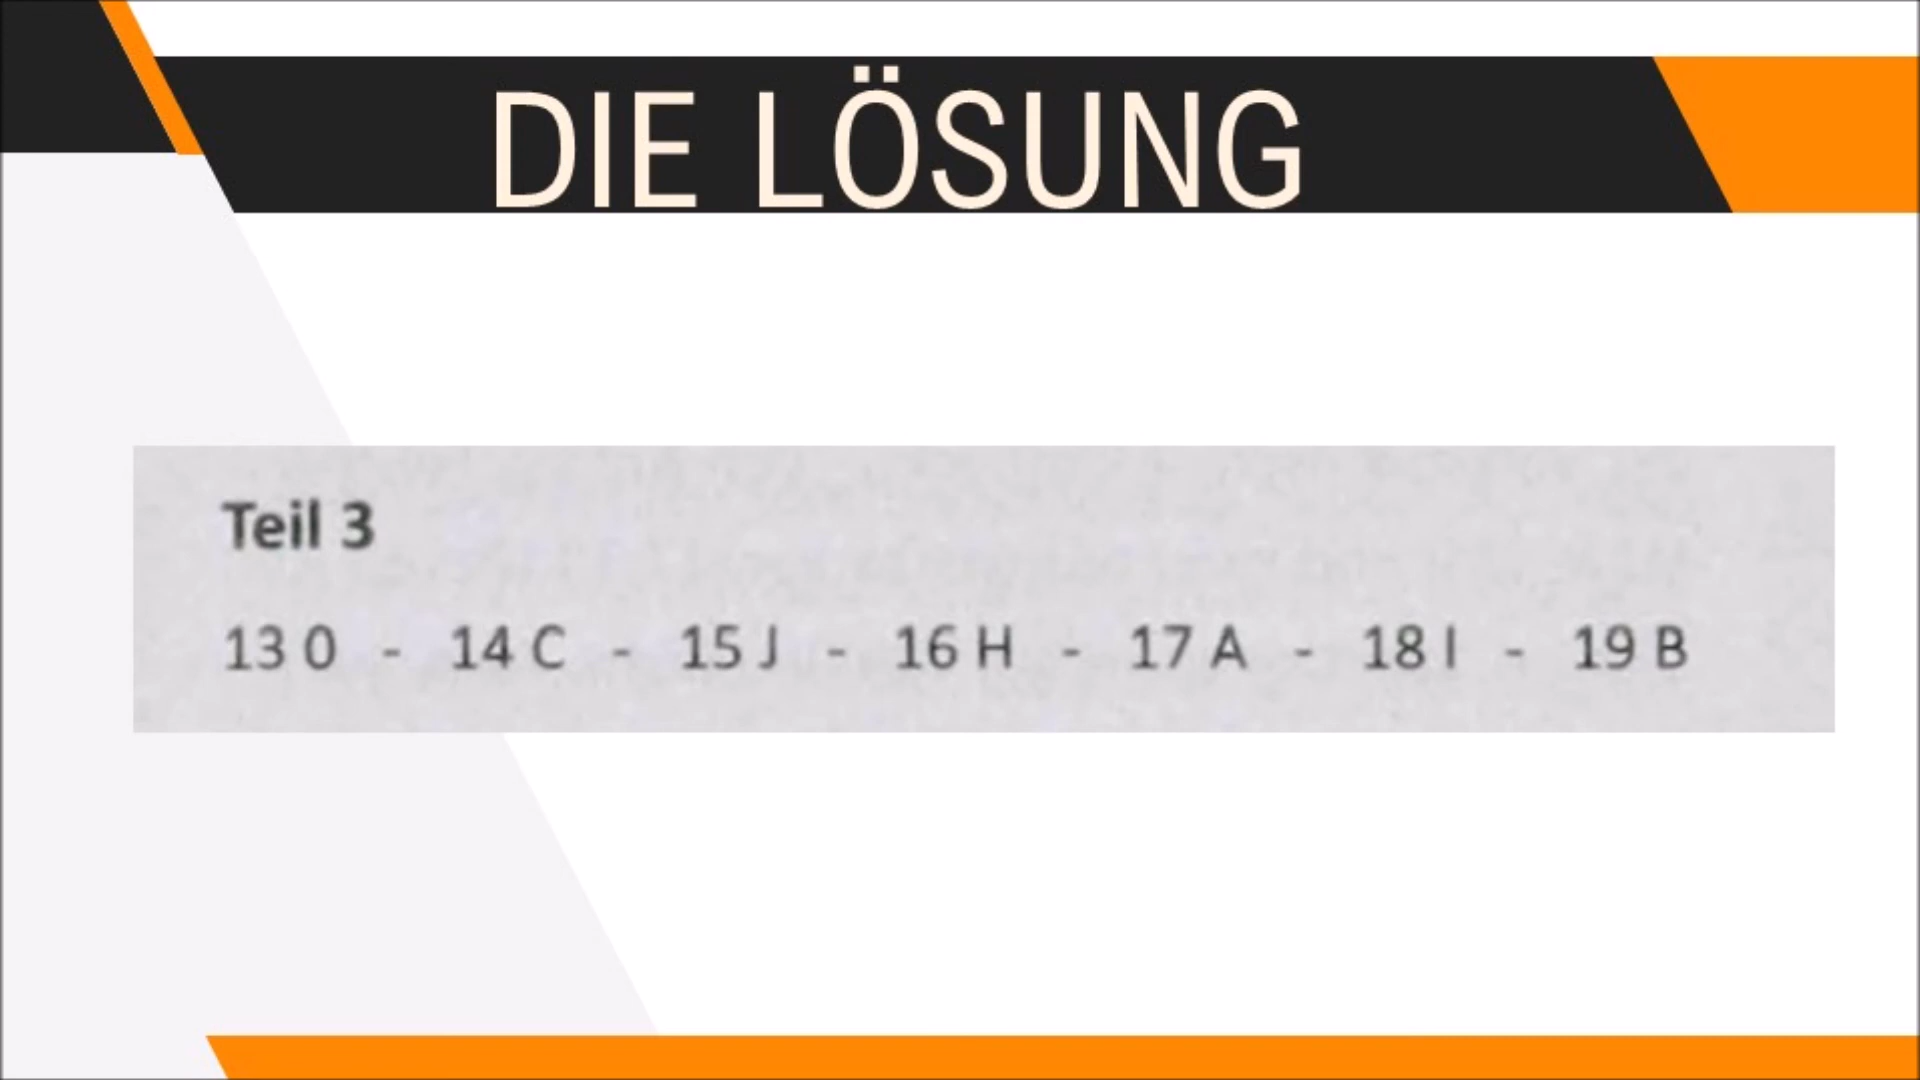 DIE LÖSUNG
Teil 3
13 0 - 14 C - 15 J - 16 H - 17 A - 18 I - 19 B